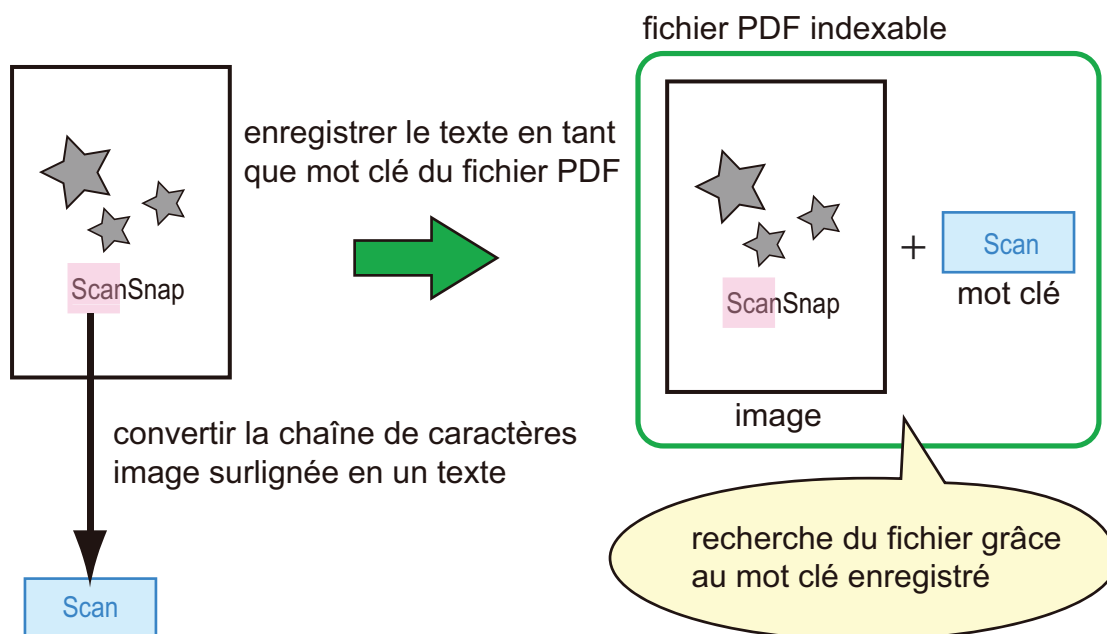 fichier PDF indexable
enregistrer le texte en tant
que mot clé du fichier PDF
ScanSnap
ScanSnap
+
Scan
mot clé
image
convertir la chaîne de caractères
image surlignée en un texte
recherche du fichier grâce
au mot clé enregistré
Scan